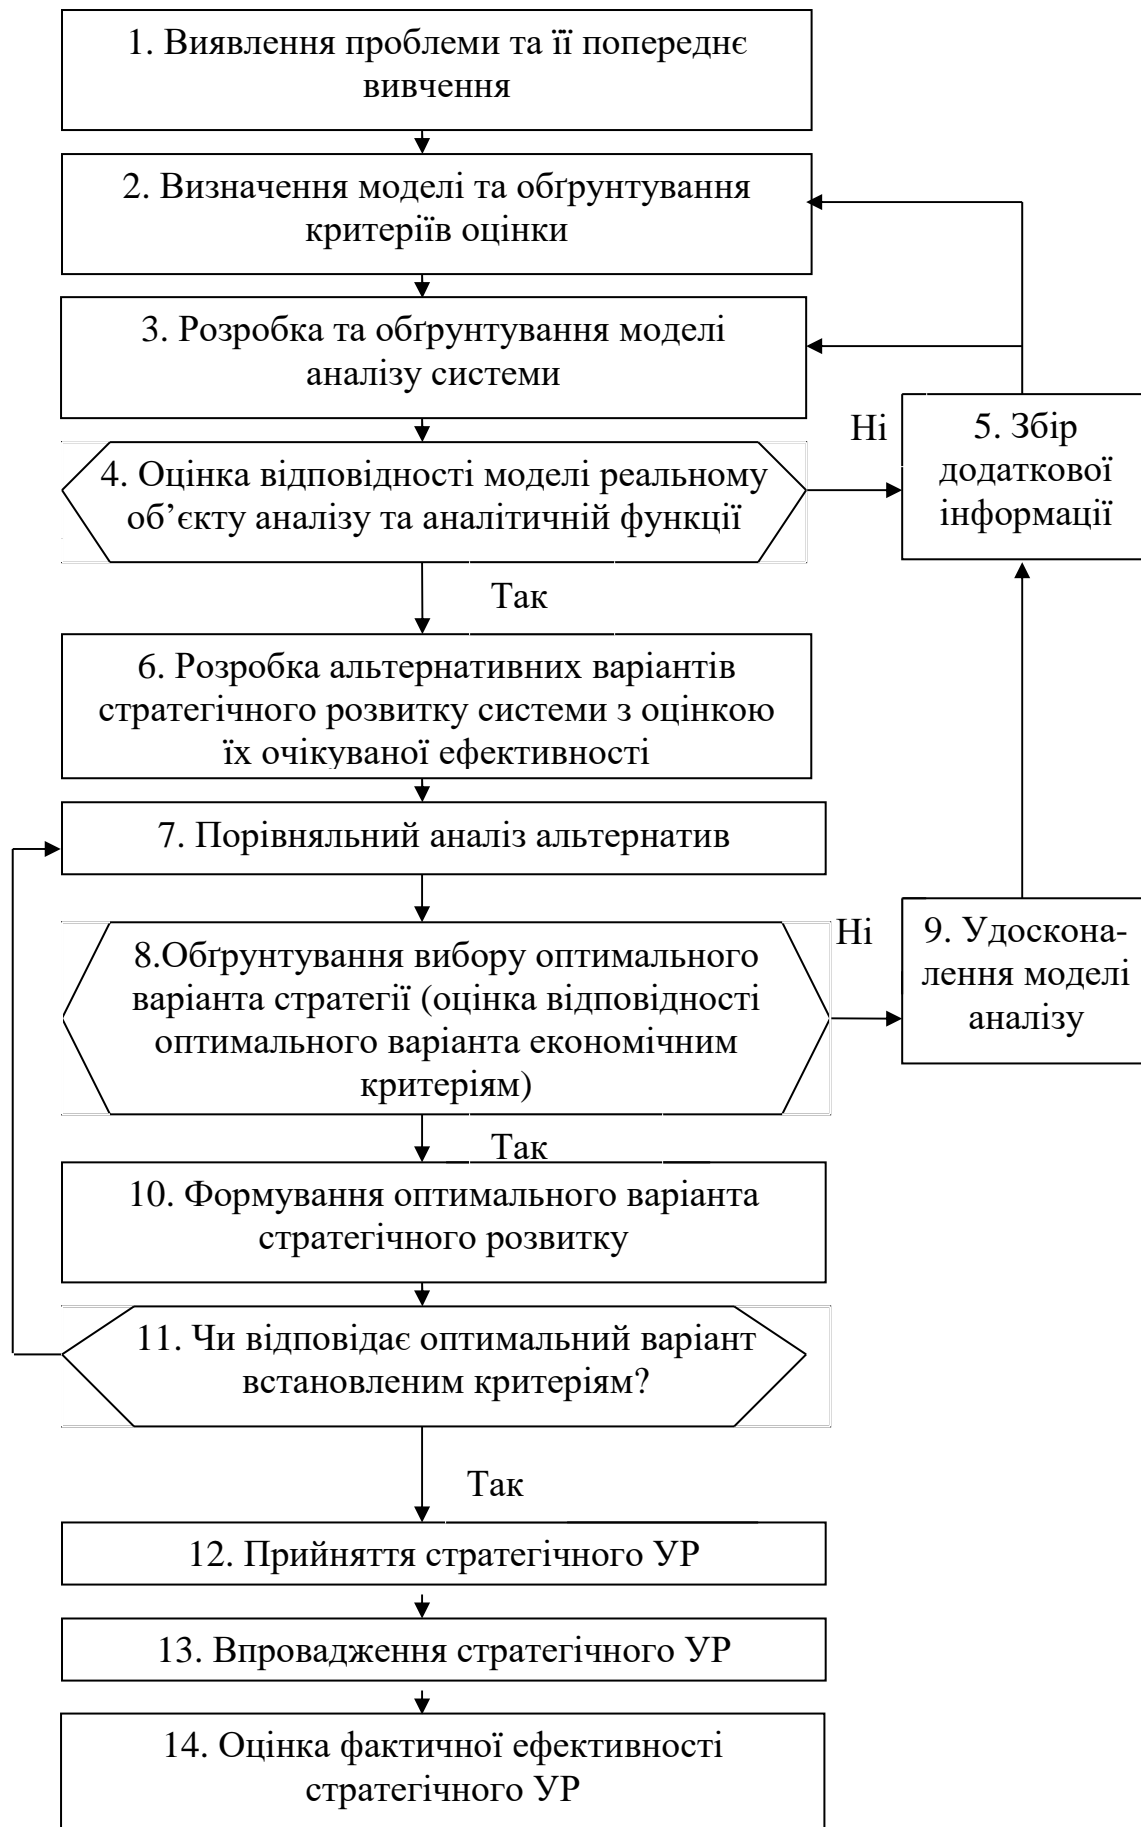 1. Виявлення проблеми та її попереднє
вивчення
2. Визначення моделі та обґрунтування
критеріїв оцінки
3. Розробка та обґрунтування моделі
аналізу системи
Ні
5. Збір
додаткової
інформації
4. Оцінка відповідності моделі реальному
об’єкту аналізу та аналітичній функції
Так
6. Розробка альтернативних варіантів
стратегічного розвитку системи з оцінкою
їх очікуваної ефективності
7. Порівняльний аналіз альтернатив
8.Обґрунтування вибору оптимального
варіанта стратегії (оцінка відповідності
оптимального варіанта економічним
критеріям)
Ні
9. Удоскона-
лення моделі
аналізу
Так
10. Формування оптимального варіанта
стратегічного розвитку
11. Чи відповідає оптимальний варіант
встановленим критеріям?
Так
12. Прийняття стратегічного УР
13. Впровадження стратегічного УР
14. Оцінка фактичної ефективності
стратегічного УР